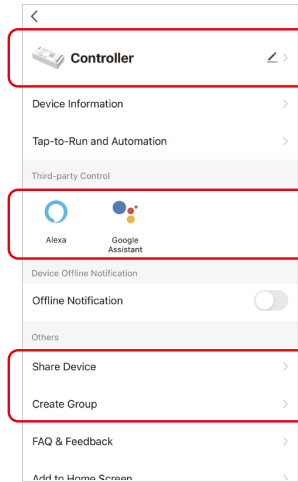 Controller
Device Information
Tap-to-Run and Automation
Third-party Control
Alexa
Google
Assistant
Device Offline Notification
Offline Notification
Others
Share Device
Create Group
FAQ & Feedback
Add to Home Screen